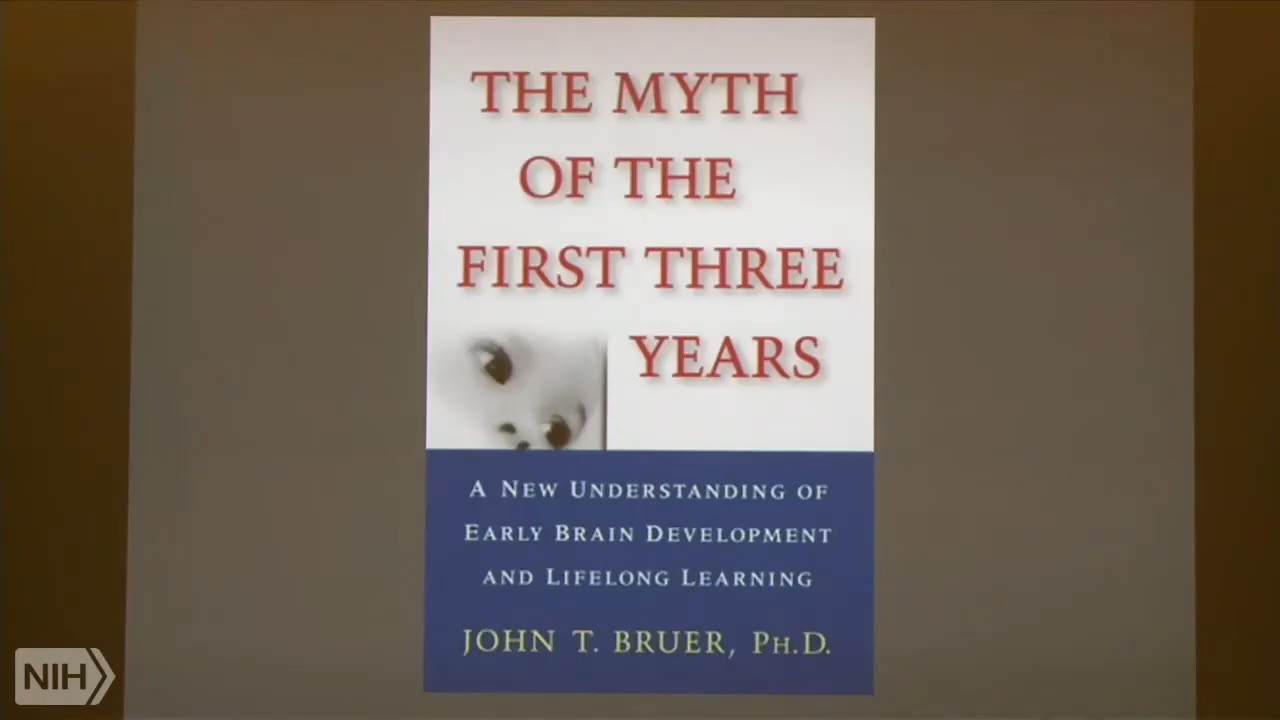 THE MYTH
OF THE
FIRST THREE
YEARS
A NEW UNDERSTANDING OF
EARLY BRAIN DEVELOPMENT
AND LIFELONG LEARNING
JOHN T. BRUER, PH.D.
NIH